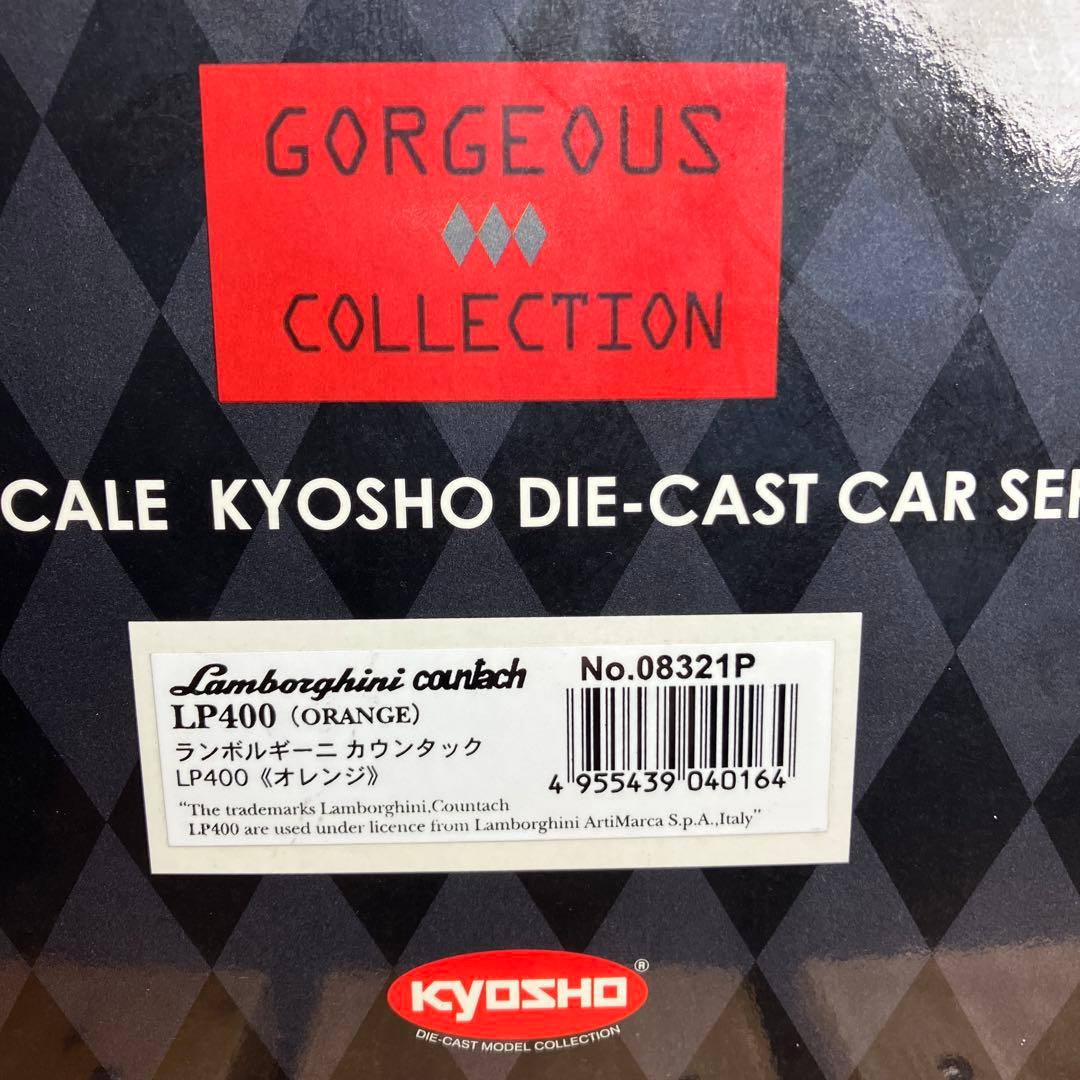 GORGEOUS
COLLECTION
CALE KYOSHO DIE-CAST CAR SER
Lamborghini countach
LP400 (ORANGE)
ランボルギーニ カウンタック
LP400《オレンジ》
"The trademarks Lamborghini,Countach
LP400 are used under licence from Lamborghini ArtiMarca S.p.A.,Italy"
No.08321P
4 955439 040164
KYOSHO®
DIE-CAST MODEL COLLECTION